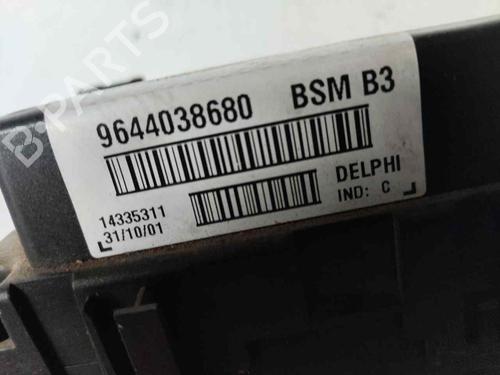 9644038680 BSM B3
DELPHI
14335311
IND: C
31/10/01
B-PARTS